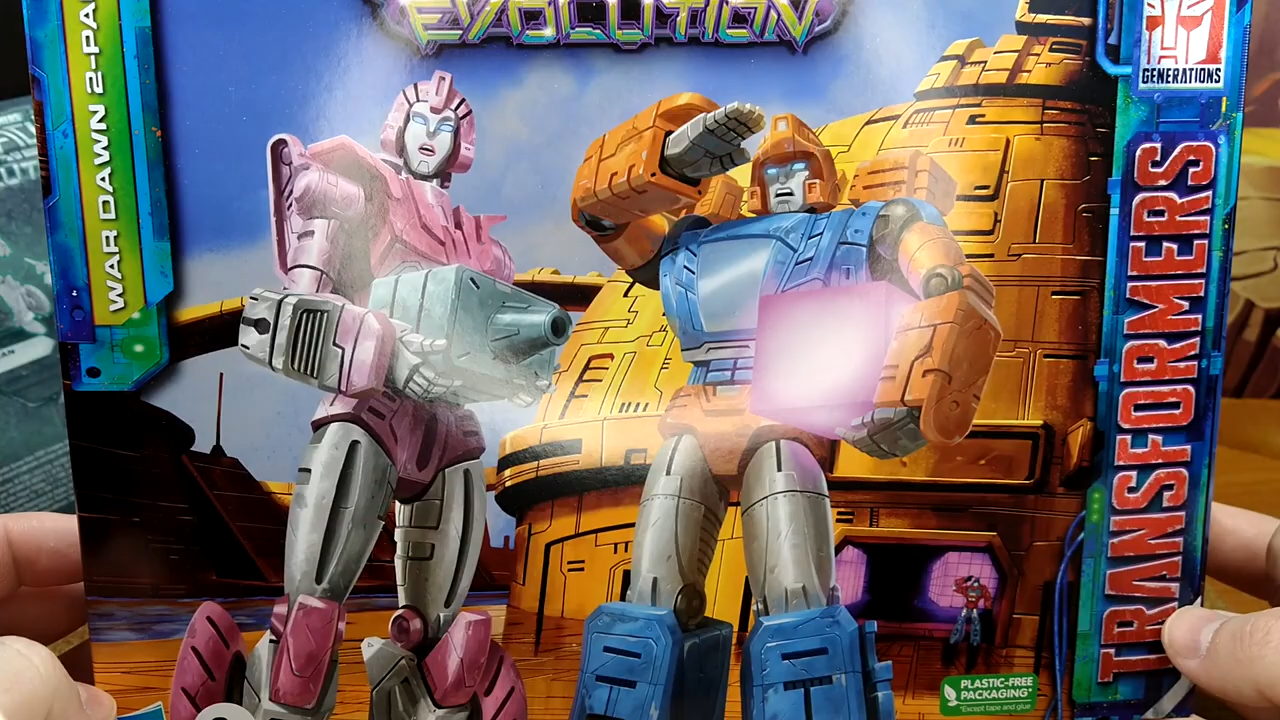 EVOLUTION
WAR DAWN 2-PA
GENERATIONS
TRANSFORMERS
PLASTIC-FREE
PACKAGING*
*Except tape and glue